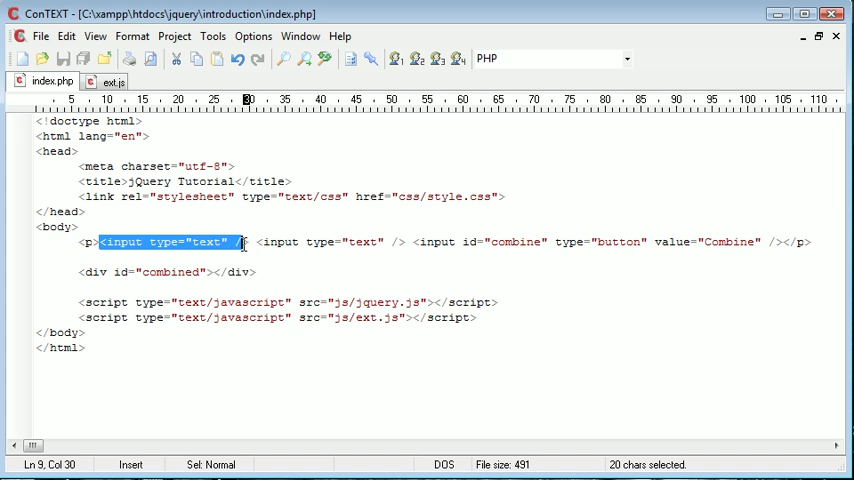 ConTEXT - [C:\xampp\htdocs\jquery\introduction\index.php]
File Edit View Format Project Tools Options Window Help
1 2 3 4 PHP
index.php ext.js
5 10 15 20 25 30 35 40 45 50 55 60 65 70 75 80 85 90 95 100 105 110
<!doctype html>
<html lang="en">
<head>
<meta charset="utf-8">
<title>jQuery Tutorial</title>
<link rel="stylesheet" type="text/css" href="css/style.css">
</head>
<body>
<p><input type="text" /> <input type="text" /> <input id="combine" type="button" value="Combine" /></p>
<div id="combined"></div>
<script type="text/javascript" src="js/jquery.js"></script>
<script type="text/javascript" src="js/ext.js"></script>
</body>
</html>
Ln 9, Col 30 Insert Sel: Normal DOS File size: 491 20 chars selected.